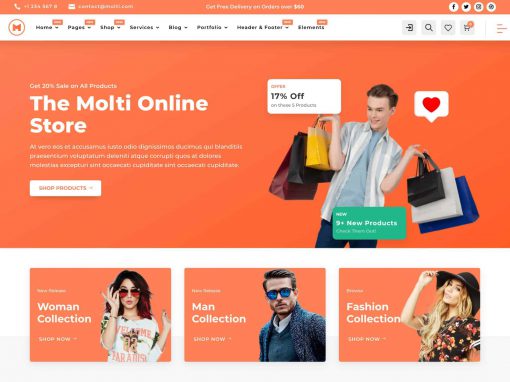 +1 234 567 8 contact@molti.com Get Free Delivery on Orders over $60
Home Pages Shop Services Blog Portfolio Header & Footer Elements
Get 20% Sale on All Products
The Molti Online
Store
At vero eos et accusamus iusto odio dignissimos ducimus qui blanditiis
praesentium voluptatum deleniti atque corrupti quos at dolores
molestias excepturi sint occaecati cupiditate sint occaecati cupiditate.
SHOP PRODUCTS
OFFER
17% Off
on these 5 Products
NEW
9+ New Products
Check Them Out!
New Release
Woman
Collection
SHOP NOW
New Release
Man
Collection
SHOP NOW
Browse
Fashion
Collection
SHOP NOW
WELCOME
PARADISE